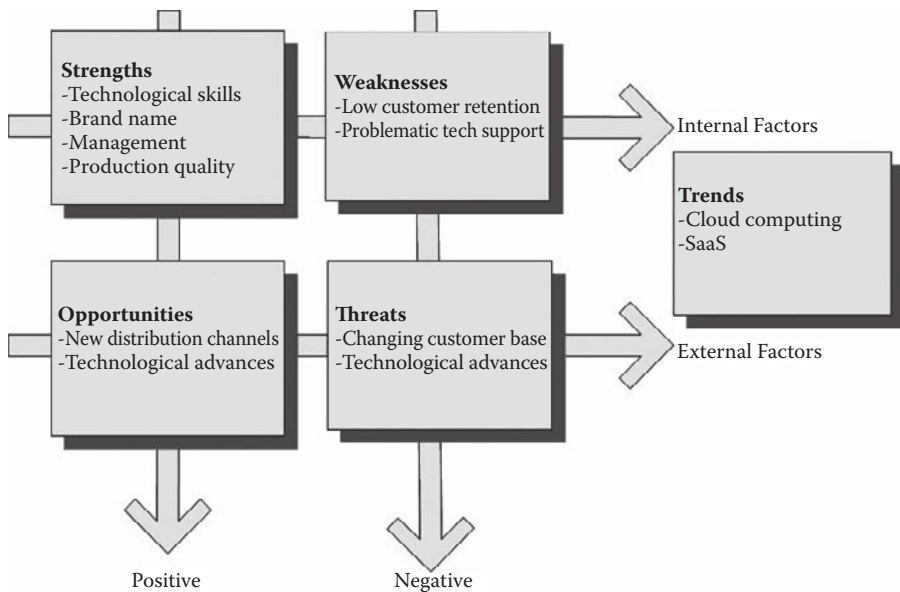 Strengths
-Technological skills
-Brand name
-Management
-Production quality
Weaknesses
-Low customer retention
-Problematic tech support
Internal Factors
Trends
-Cloud computing
-SaaS
Opportunities
-New distribution channels
-Technological advances
Threats
-Changing customer base
-Technological advances
External Factors
Positive
Negative